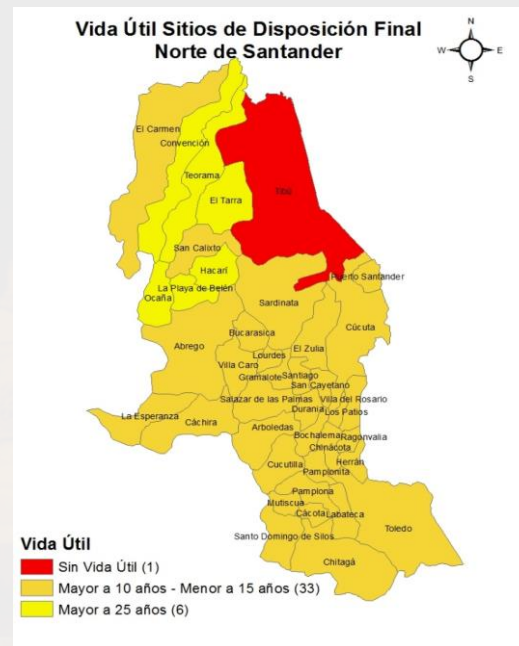 Vida Útil Sitios de Disposición Final
Norte de Santander
N
W
E
S
El Carmen
Convención
Teorama
Tibú
El Tarra
San Calixto
Hacarí
La Playa de Belén
Ocaña
Puerto Santander
Sardinata
Cúcuta
Bucarasica
Abrego
El Zulia
Lourdes
Villa Caro
Gramalote
Santiago
San Cayetano
Salazar de las Palmas
Villa del Rosario
Durania
Los Patios
La Esperanza
Cáchira
Arboledas
Bochalema
Ragonvalia
Chinácota
Cucutilla
Herrán
Pamplonita
Pamplona
Mutiscua
Cácota
Labateca
Toledo
Santo Domingo de Silos
Chitagá
Vida Útil
Sin Vida Útil (1)
Mayor a 10 años - Menor a 15 años (33)
Mayor a 25 años (6)